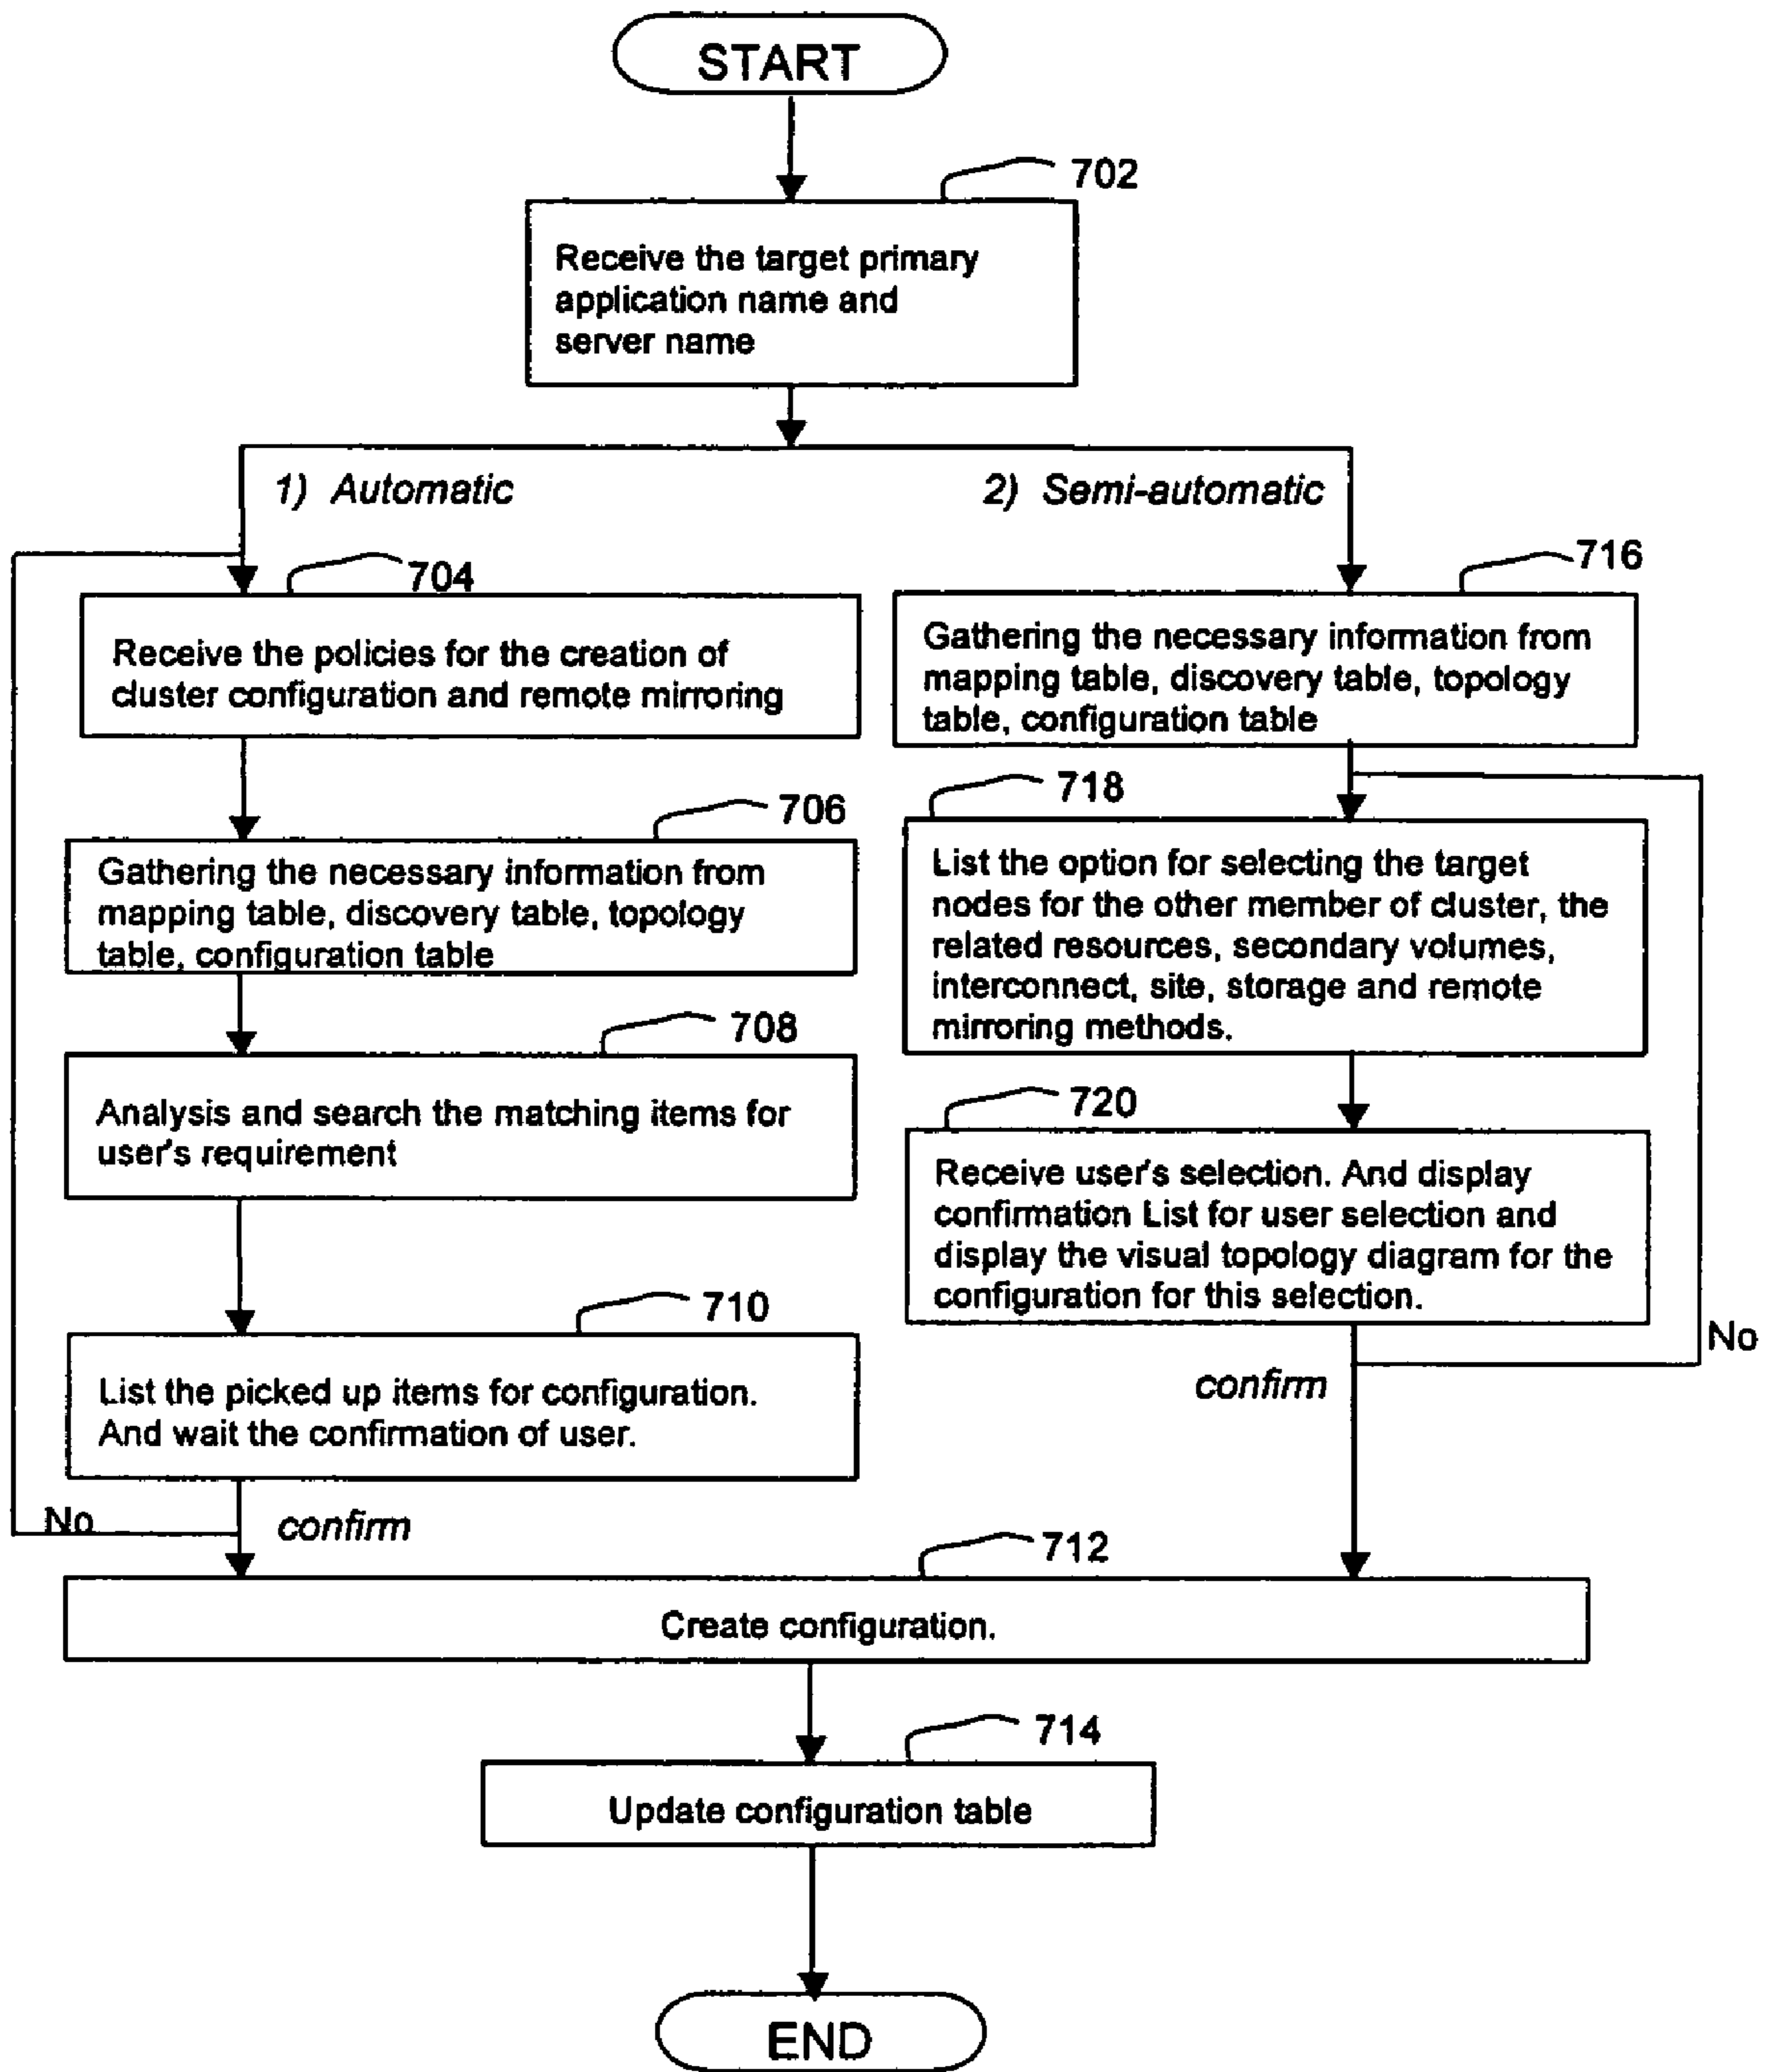 START
702
Receive the target primary
application name and
server name
1) Automatic
2) Semi-automatic
704
Receive the policies for the creation of
cluster configuration and remote mirroring
706
Gathering the necessary information from
mapping table, discovery table, topology
table, configuration table
708
Analysis and search the matching items for
user's requirement
710
List the picked up items for configuration.
And wait the confirmation of user.
No
confirm
716
Gathering the necessary information from
mapping table, discovery table, topology
table, configuration table
718
List the option for selecting the target
nodes for the other member of cluster, the
related resources, secondary volumes,
interconnect, site, storage and remote
mirroring methods.
720
Receive user's selection. And display
confirmation List for user selection and
display the visual topology diagram for the
configuration for this selection.
No
confirm
712
Create configuration.
714
Update configuration table
END